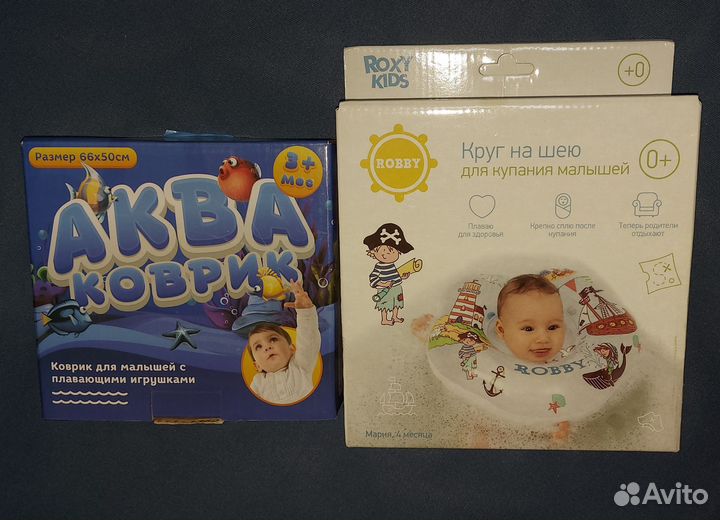 Размер 66х50см
3+
Мес
АКВА
КОВРИК
Коврик для малышей с
плавающими игрушками
ROXY
KIDS
+0
ROBBY
Круг на шею
для купания малышей
0+
Плаваю
для здоровья
Крепко сплю после
купания
Теперь родители
отдыхают
ROBBY
Мария, 4 месяца
Avito